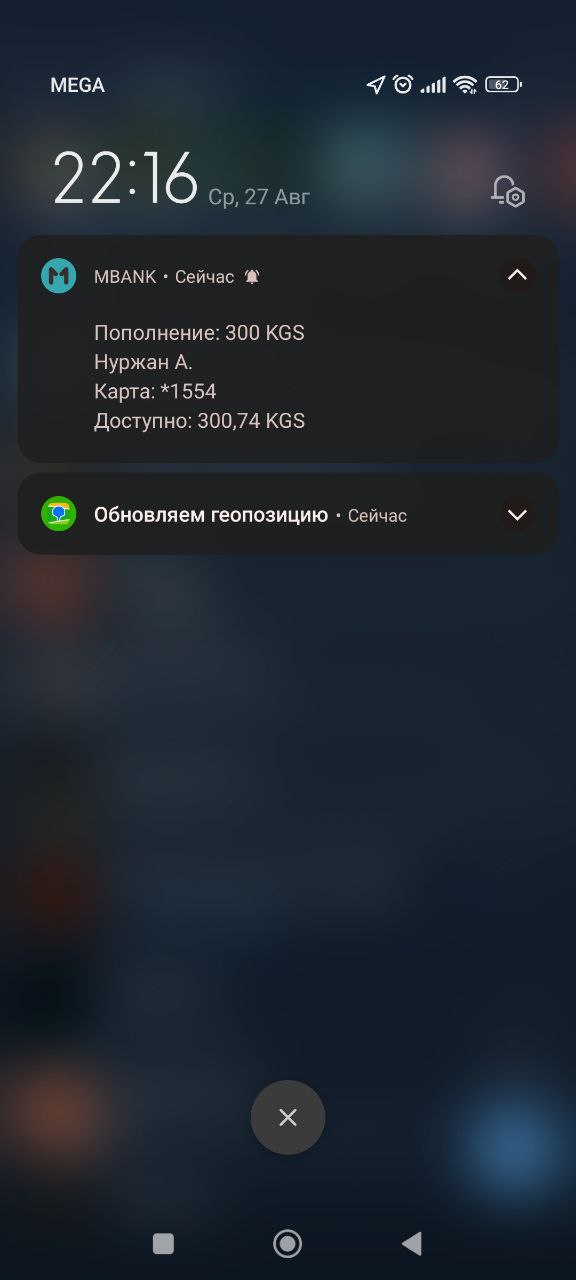 MEGA
62
22:16 Ср, 27 Авг
MBANK • Сейчас
Пополнение: 300 KGS
Нуржан А.
Карта: *1554
Доступно: 300,74 KGS
Обновляем геопозицию • Сейчас